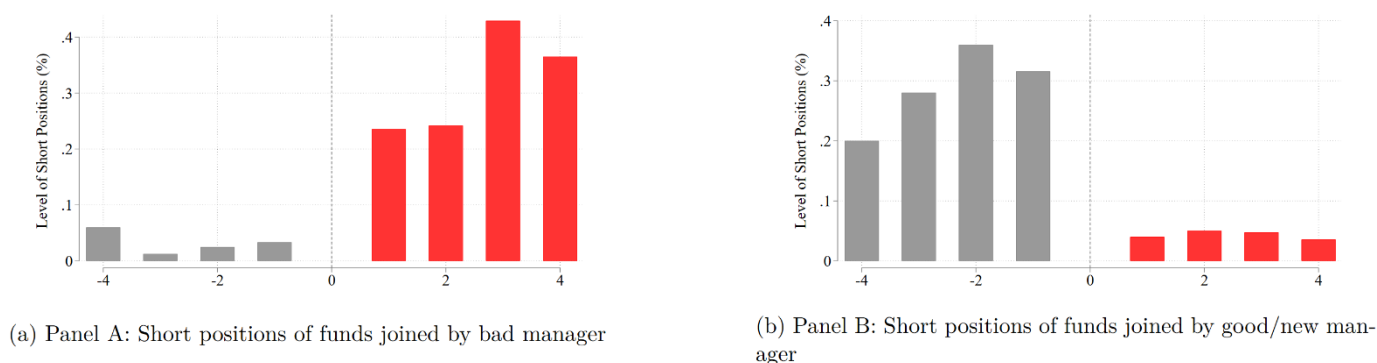 Level of Short Positions (%)
.4
.3
.2
.1
0
-4 -2 0 2 4
(a) Panel A: Short positions of funds joined by bad manager
Level of Short Positions (%)
.4
.3
.2
.1
0
-4 -2 0 2 4
(b) Panel B: Short positions of funds joined by good/new man-
ager